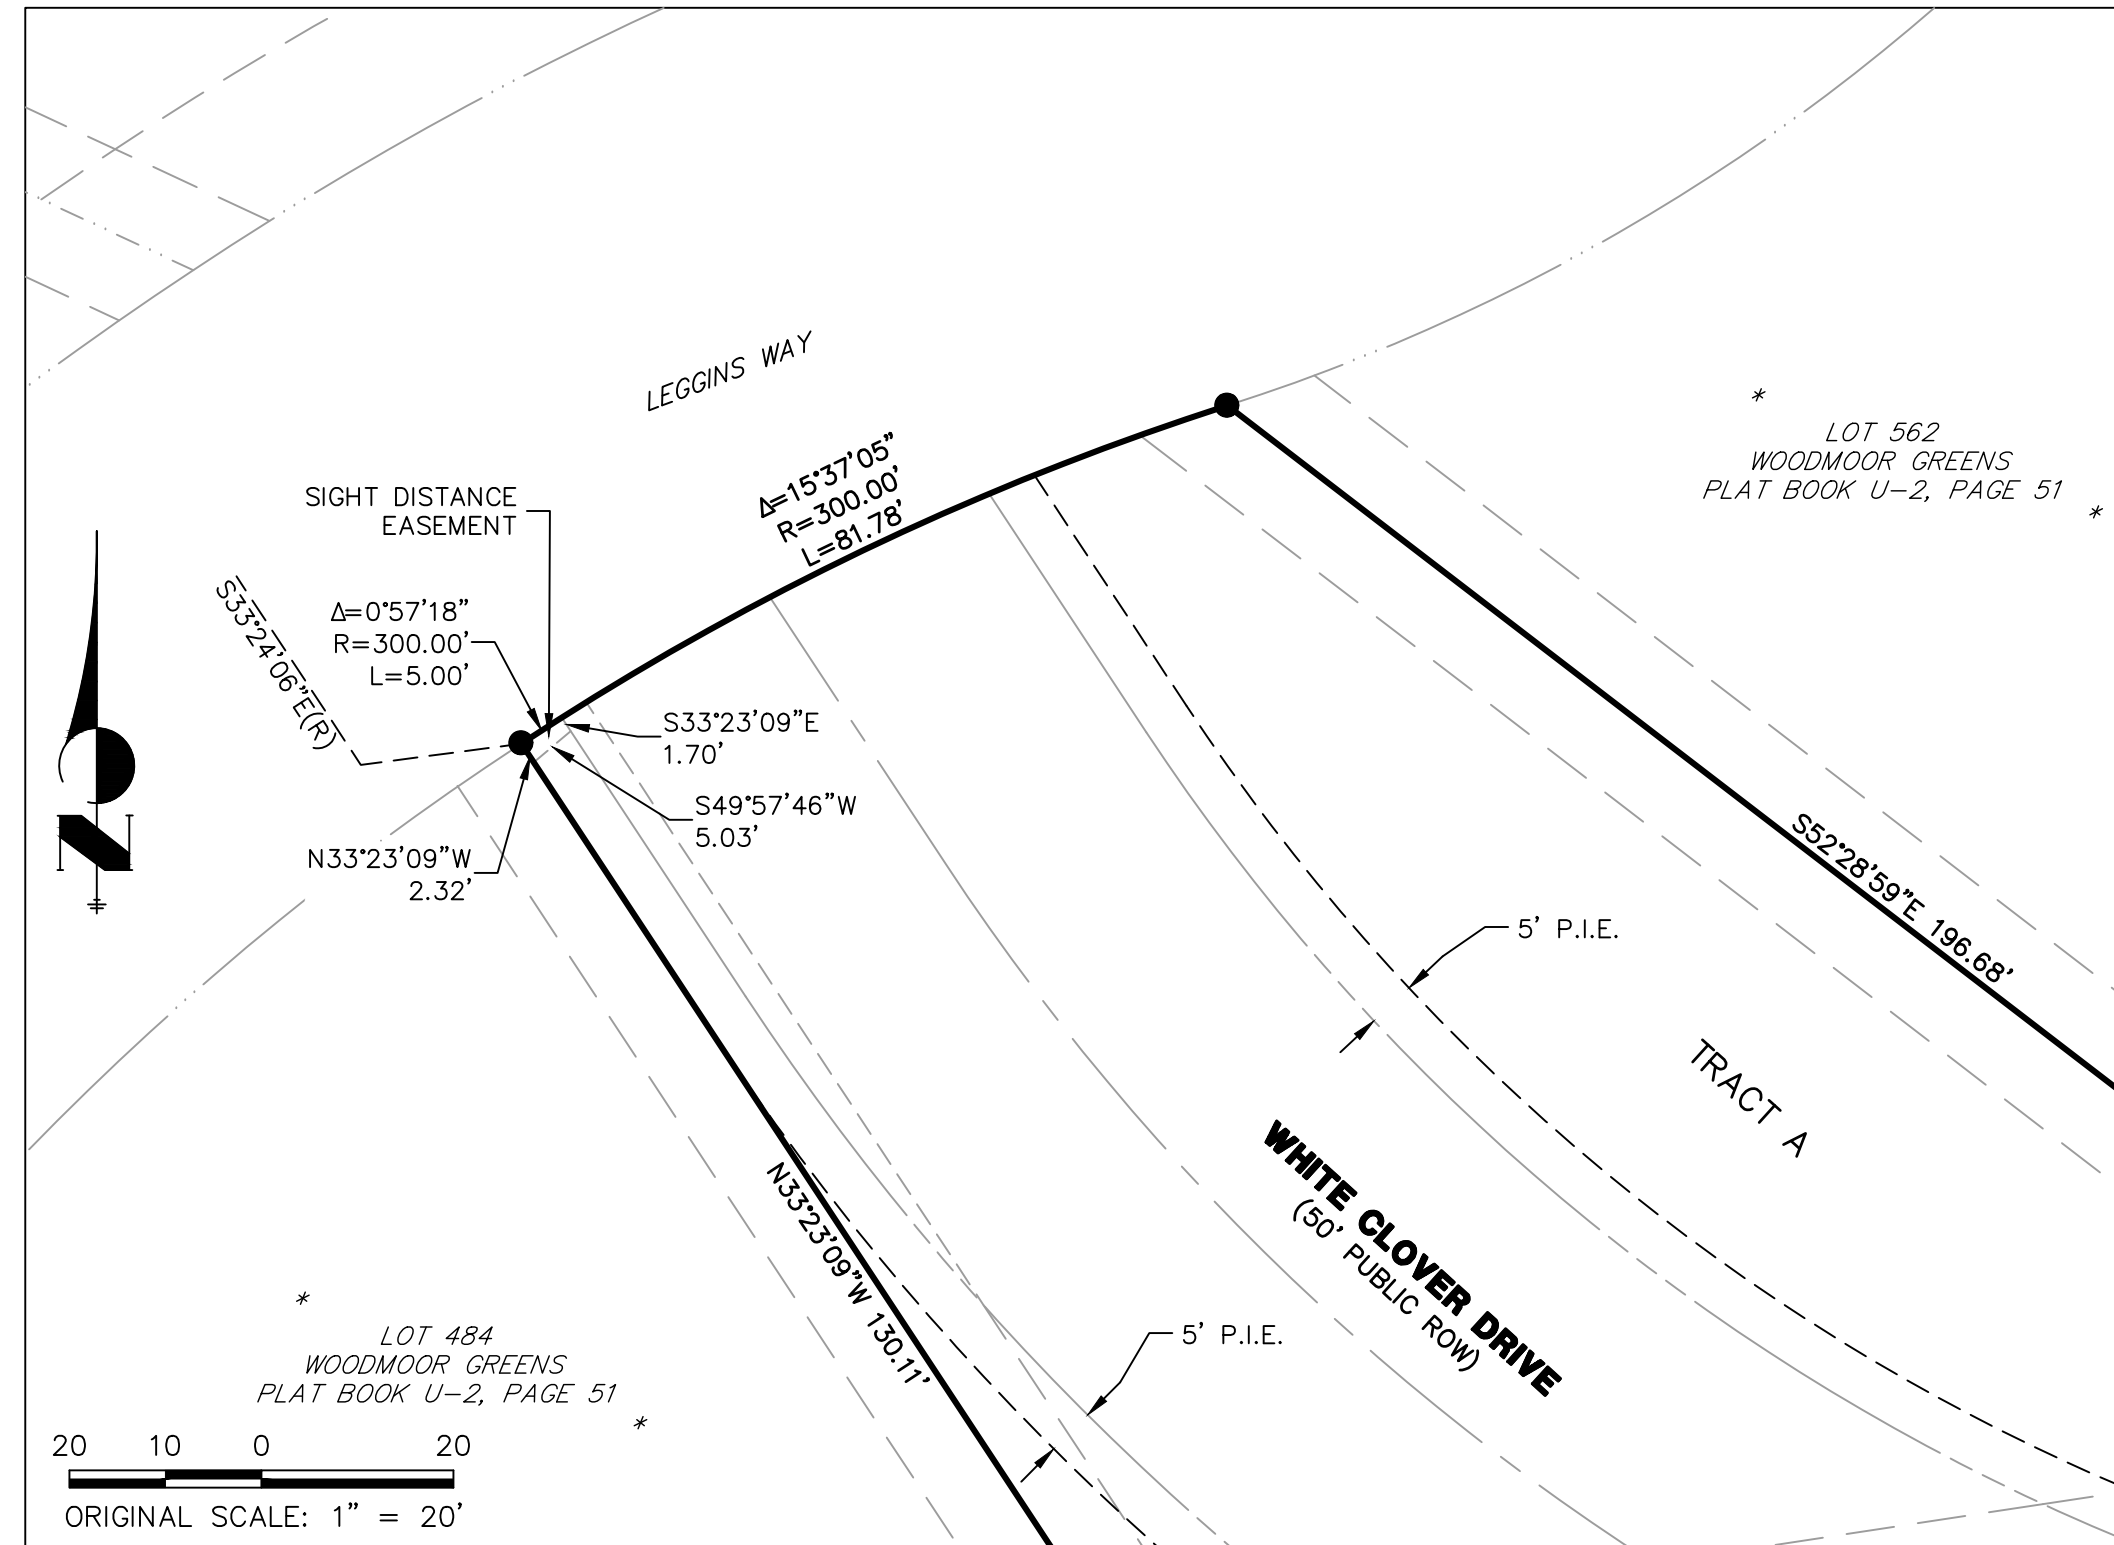 LEGGINS WAY
*
LOT 562
WOODMOOR GREENS
PLAT BOOK U-2, PAGE 51
*
Δ=15°37'05"
R=300.00'
L=81.78'
SIGHT DISTANCE
EASEMENT
S33°24'06"E(R)
Δ=0°57'18"
R=300.00'
L=5.00'
S33°23'09"E
1.70'
S49°57'46"W
5.03'
N33°23'09"W
2.32'
N
S52°28'59"E 196.68'
5' P.I.E.
TRACT A
WHITE CLOVER DRIVE
(50' PUBLIC ROW)
N33°23'09"W 130.11'
5' P.I.E.
*
LOT 484
WOODMOOR GREENS
PLAT BOOK U-2, PAGE 51
*
20 10 0 20
ORIGINAL SCALE: 1" = 20'